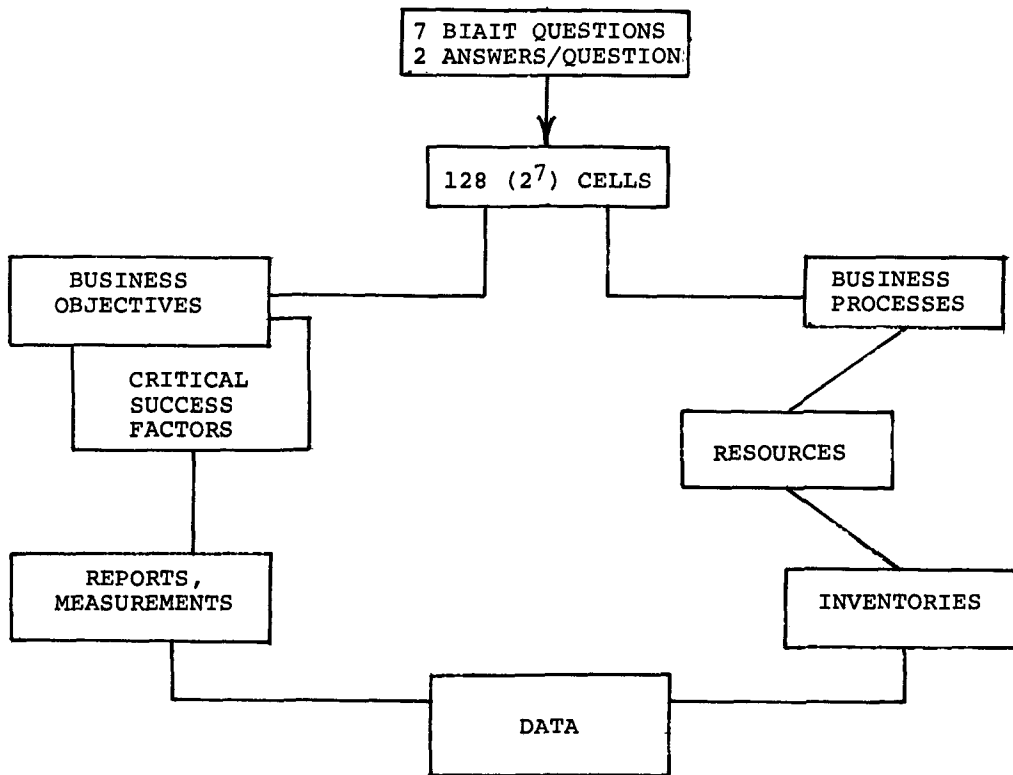 7 BIAIT QUESTIONS
2 ANSWERS/QUESTION
128 (2⁷) CELLS
BUSINESS
OBJECTIVES
BUSINESS
PROCESSES
CRITICAL
SUCCESS
FACTORS
RESOURCES
REPORTS,
MEASUREMENTS
INVENTORIES
DATA